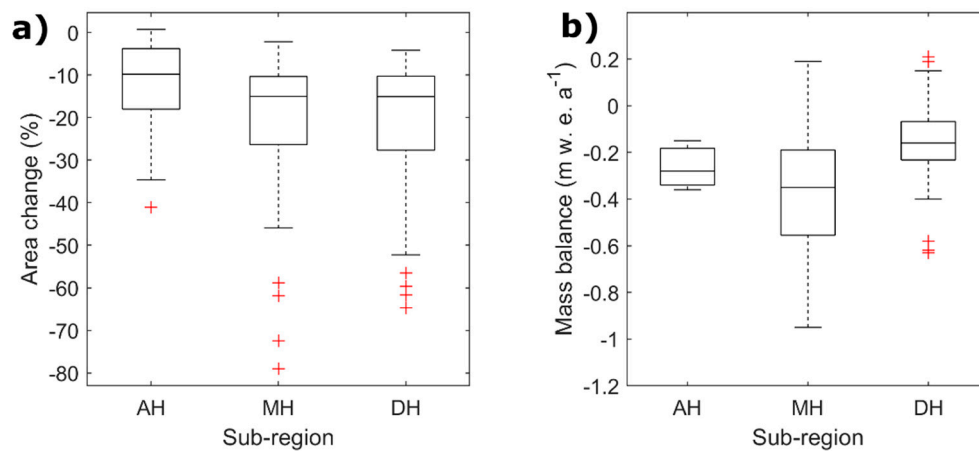 a)
Area change (%)
0
-10
-20
-30
-40
-50
-60
-70
-80
AH MH DH
Sub-region
b)
Mass balance (m w. e. a⁻¹)
0.2
0
-0.2
-0.4
-0.6
-0.8
-1
-1.2
AH MH DH
Sub-region